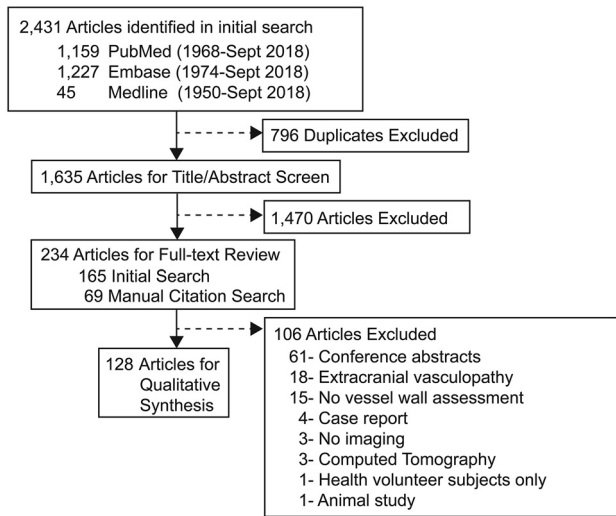 2,431 Articles identified in initial search
1,159 PubMed (1968-Sept 2018)
1,227 Embase (1974-Sept 2018)
45 Medline (1950-Sept 2018)
796 Duplicates Excluded
1,635 Articles for Title/Abstract Screen
1,470 Articles Excluded
234 Articles for Full-text Review
165 Initial Search
69 Manual Citation Search
106 Articles Excluded
61- Conference abstracts
18- Extracranial vasculopathy
15- No vessel wall assessment
4- Case report
3- No imaging
3- Computed Tomography
1- Health volunteer subjects only
1- Animal study
128 Articles for
Qualitative
Synthesis